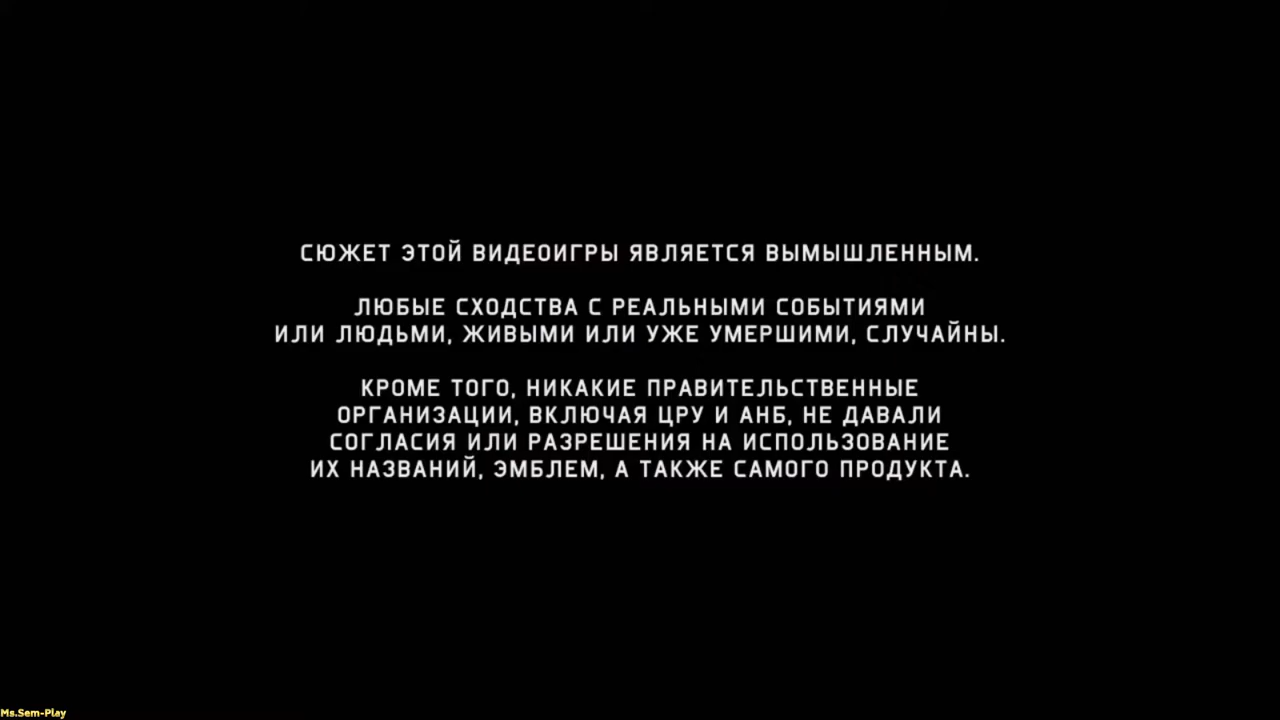 СЮЖЕТ ЭТОЙ ВИДЕОИГРЫ ЯВЛЯЕТСЯ ВЫМЫШЛЕННЫМ.
ЛЮБЫЕ СХОДСТВА С РЕАЛЬНЫМИ СОБЫТИЯМИ
ИЛИ ЛЮДЬМИ, ЖИВЫМИ ИЛИ УЖЕ УМЕРШИМИ, СЛУЧАЙНЫ.
КРОМЕ ТОГО, НИКАКИЕ ПРАВИТЕЛЬСТВЕННЫЕ
ОРГАНИЗАЦИИ, ВКЛЮЧАЯ ЦРУ И АНБ, НЕ ДАВАЛИ
СОГЛАСИЯ ИЛИ РАЗРЕШЕНИЯ НА ИСПОЛЬЗОВАНИЕ
ИХ НАЗВАНИЙ, ЭМБЛЕМ, А ТАКЖЕ САМОГО ПРОДУКТА.
Ms.Sem-Play